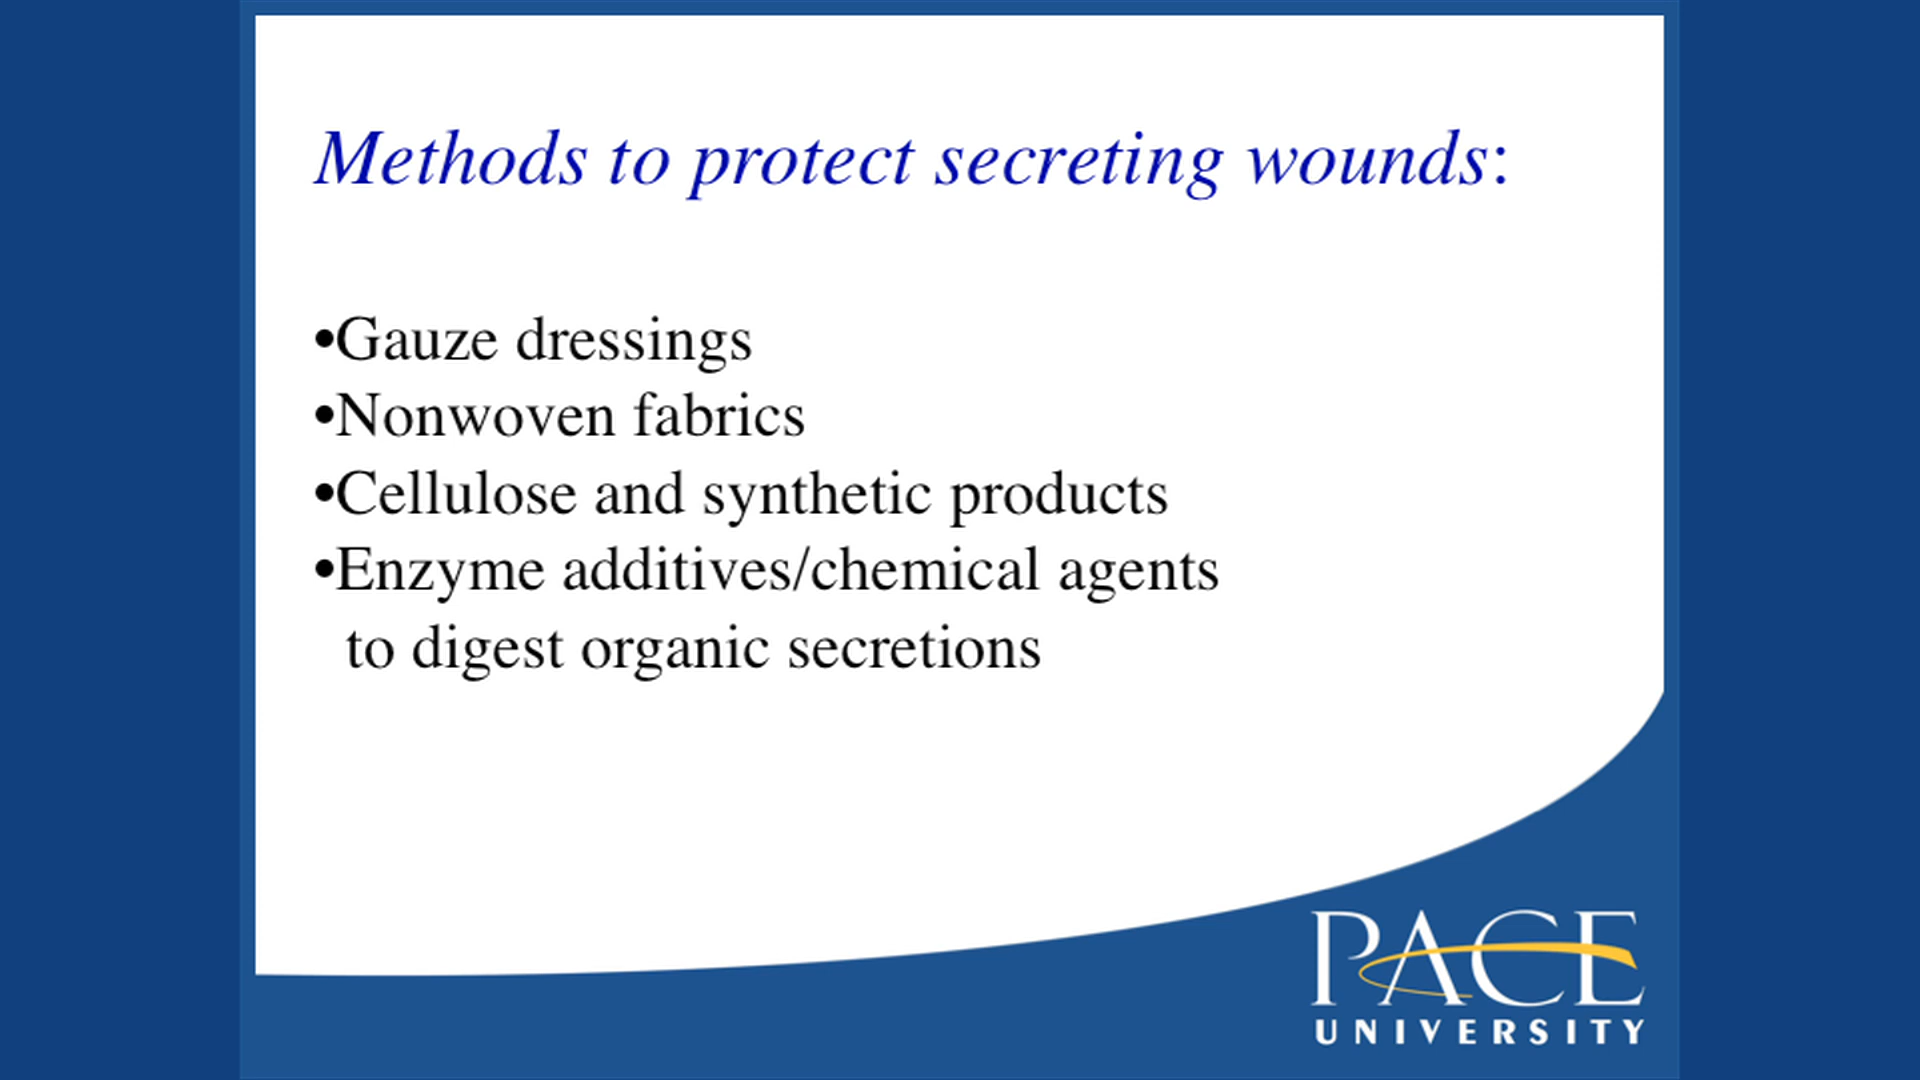 Methods to protect secreting wounds:
•Gauze dressings
•Nonwoven fabrics
•Cellulose and synthetic products
•Enzyme additives/chemical agents
to digest organic secretions
PACE
UNIVERSITY